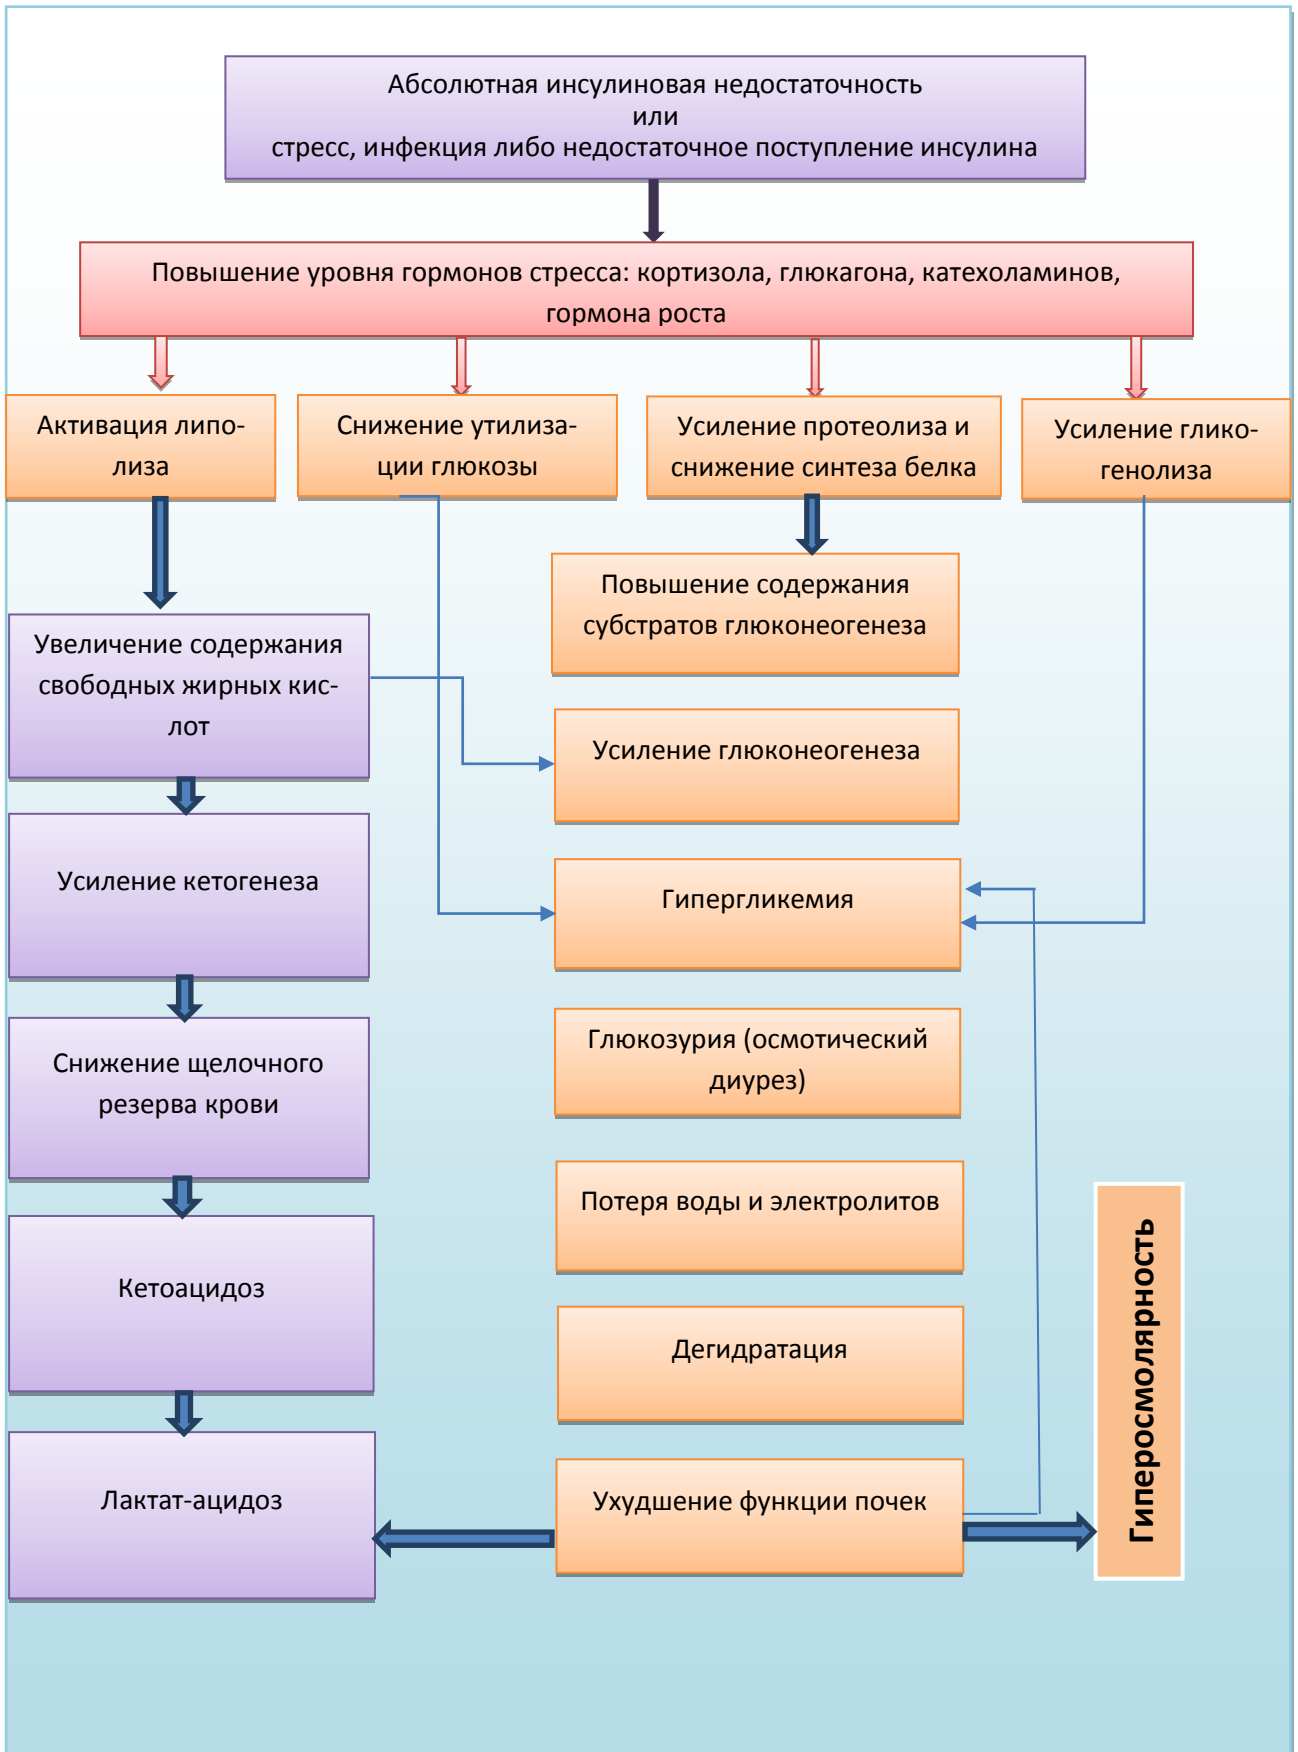 Абсолютная инсулиновая недостаточность
или
стресс, инфекция либо недостаточное поступление инсулина
Повышение уровня гормонов стресса: кортизола, глюкагона, катехоламинов,
гормона роста
Активация липо-
лиза
Снижение утилиза-
ции глюкозы
Усиление протеолиза и
снижение синтеза белка
Усиление глико-
генолиза
Повышение содержания
субстратов глюконеогенеза
Увеличение содержания
свободных жирных кис-
лот
Усиление глюконеогенеза
Усиление кетогенеза
Гипергликемия
Снижение щелочного
резерва крови
Глюкозурия (осмотический
диурез)
Потеря воды и электролитов
Кетоацидоз
Дегидратация
Гиперосмолярность
Лактат-ацидоз
Ухудшение функции почек